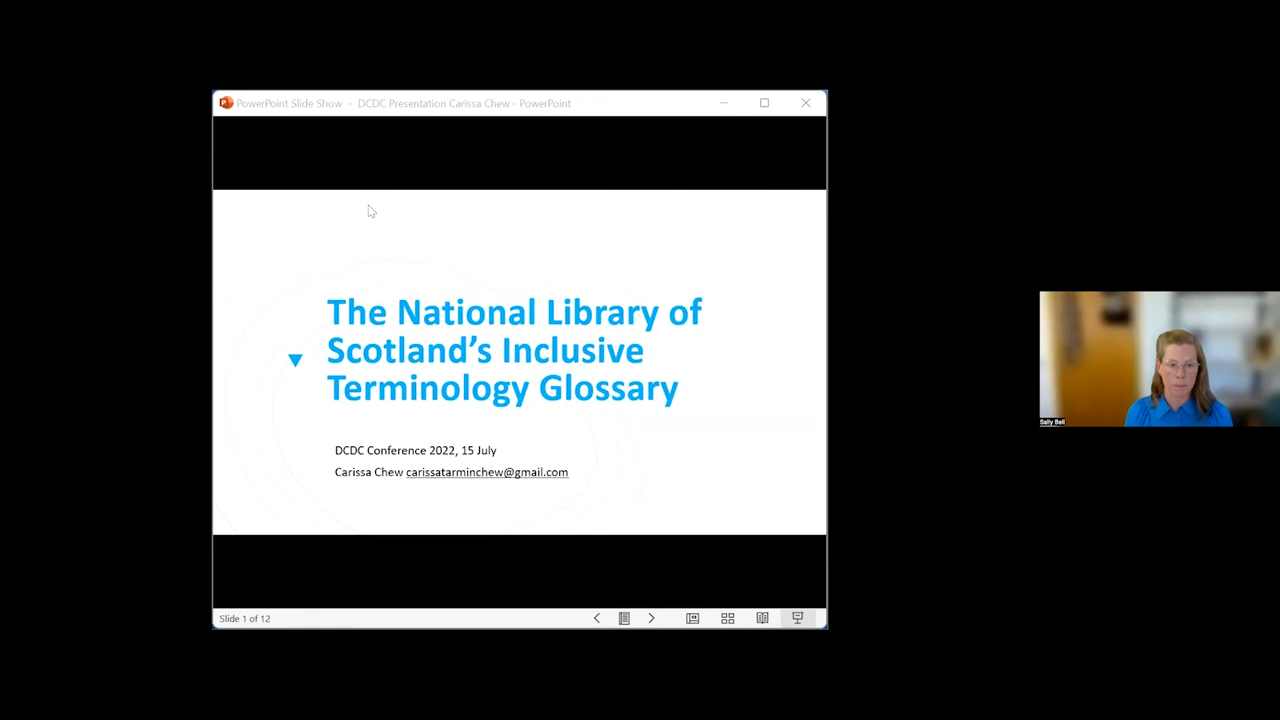 PowerPoint Slide Show - DCDC Presentation Carissa Chew - PowerPoint
The National Library of
Scotland’s Inclusive
Terminology Glossary
DCDC Conference 2022, 15 July
Carissa Chew carissatarminchew@gmail.com
Sally Bell
Slide 1 of 12